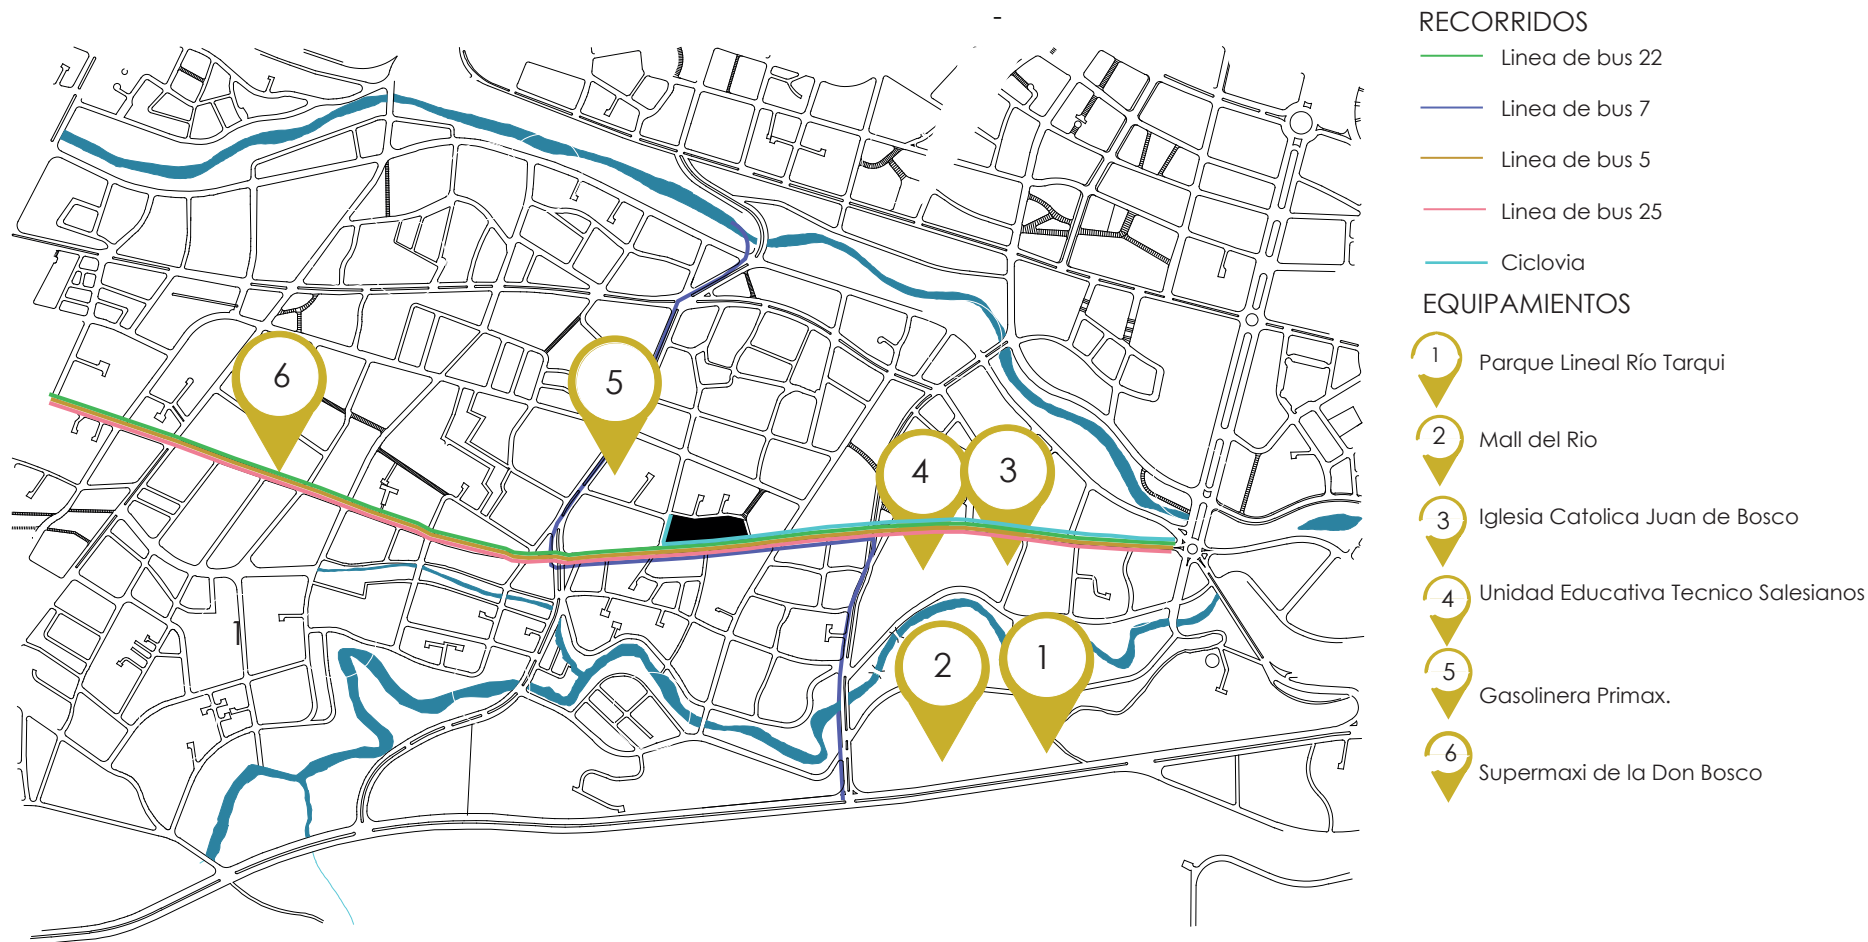 -
RECORRIDOS
Linea de bus 22
Linea de bus 7
Linea de bus 5
Linea de bus 25
Ciclovia
EQUIPAMIENTOS
1 Parque Lineal Río Tarqui
2 Mall del Rio
3 Iglesia Catolica Juan de Bosco
4 Unidad Educativa Tecnico Salesianos
5 Gasolinera Primax.
6 Supermaxi de la Don Bosco
6
5
4
3
2
1